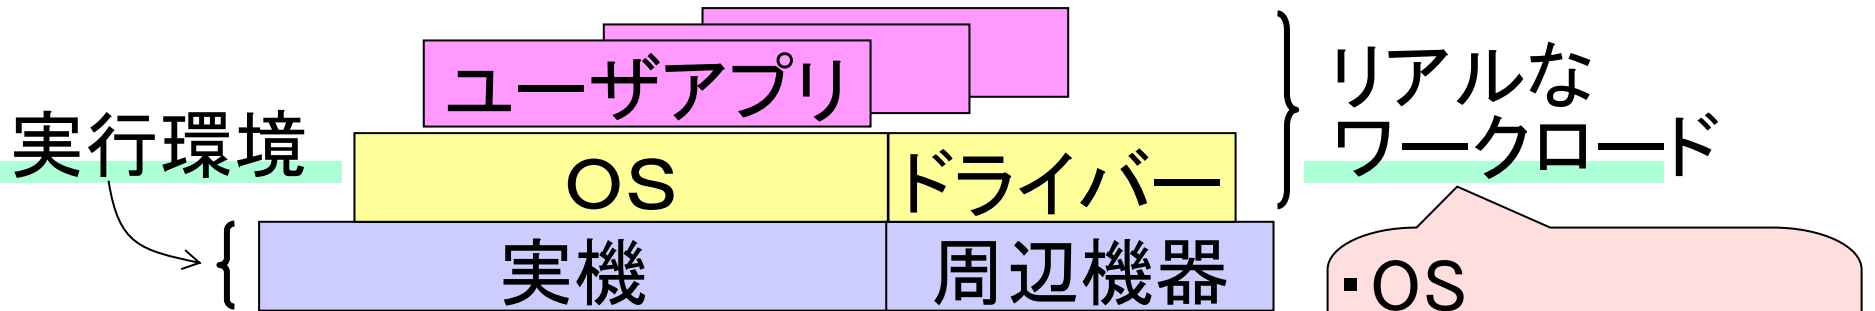 ユーザアプリ
リアルな
ワークロード
実行環境
OS
ドライバー
実機
周辺機器
・OS